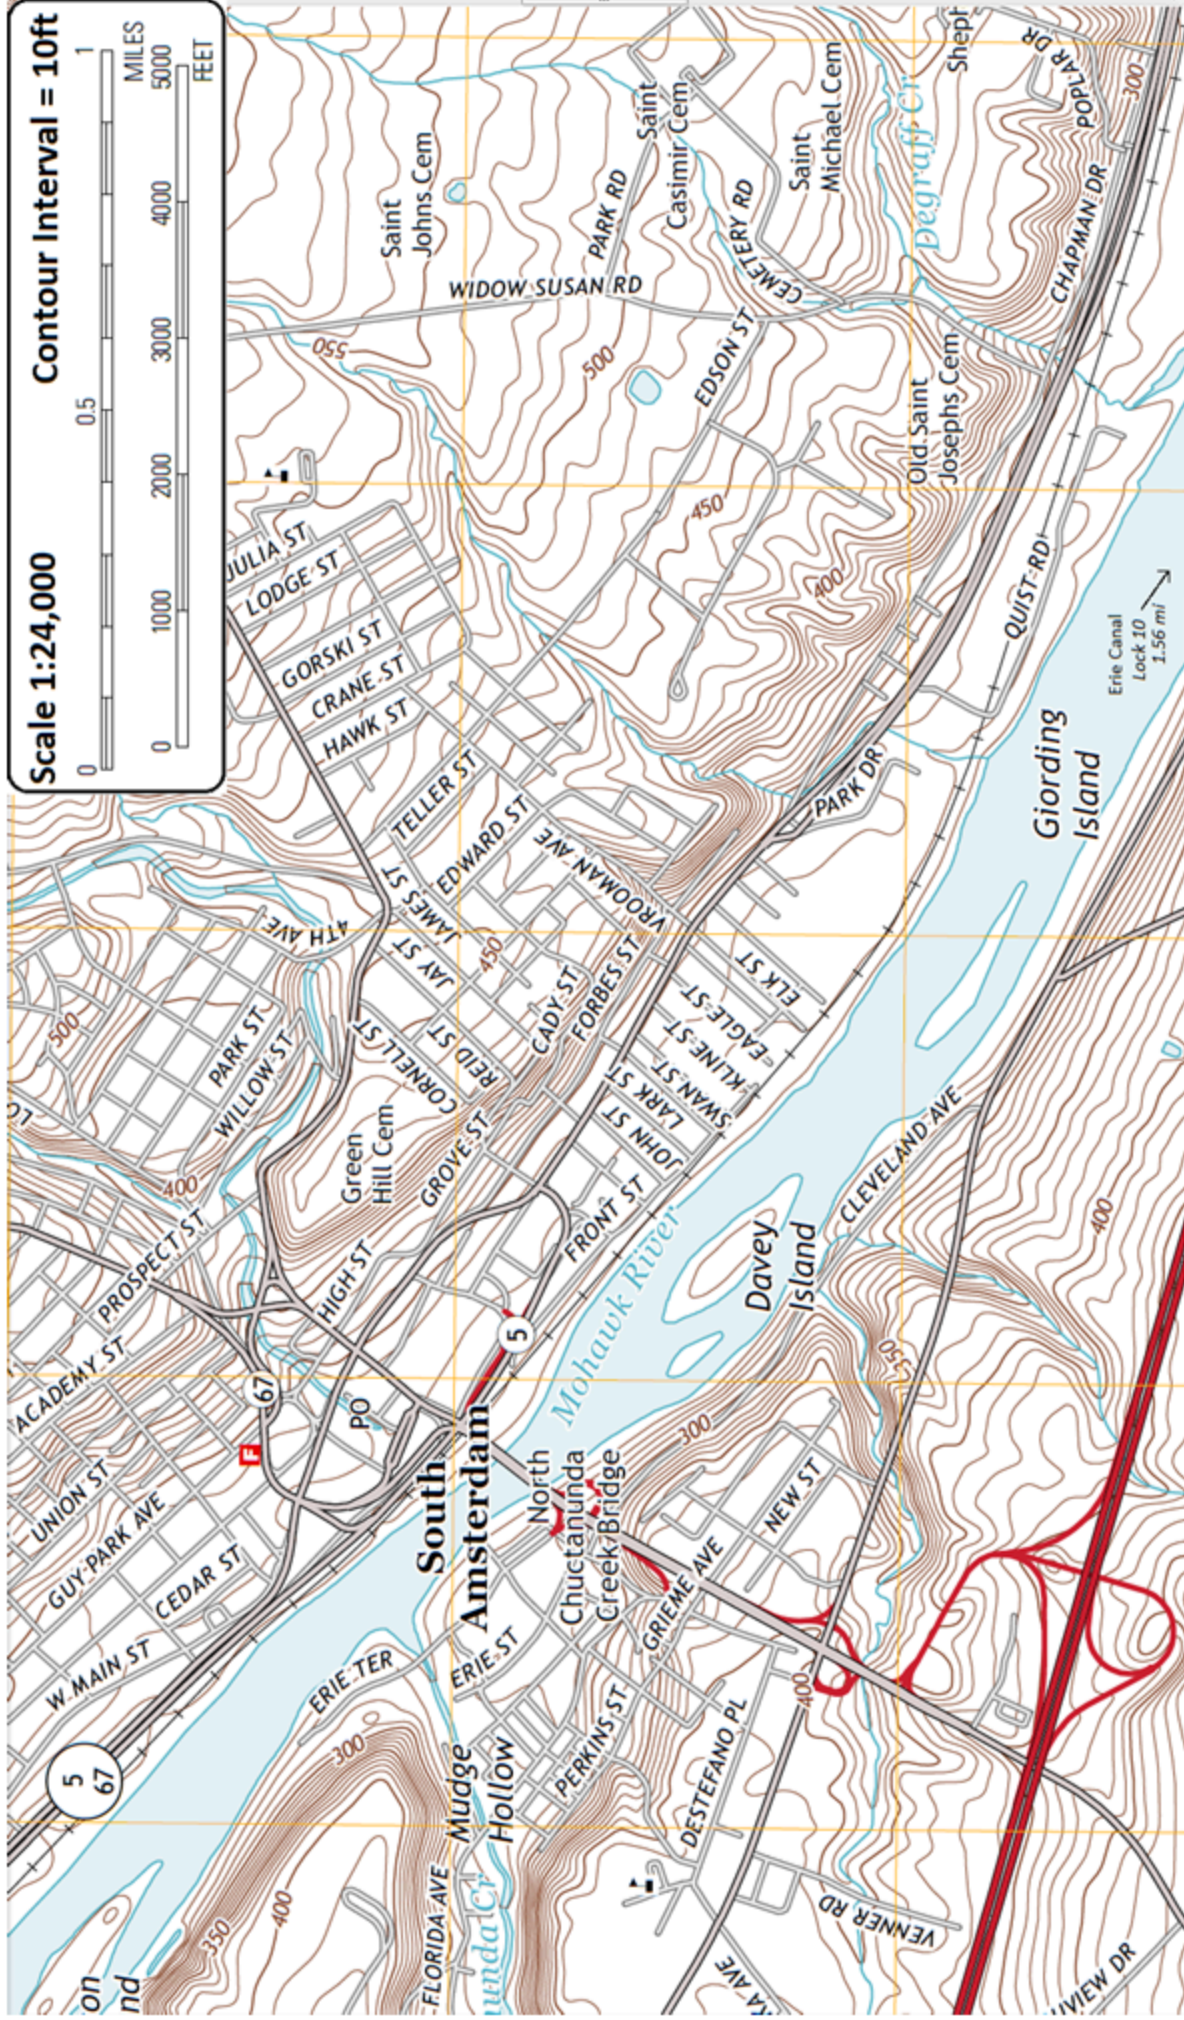 Scale 1:24,000
Contour Interval = 10ft
0
0.5
1
MILES
0
1000
2000
3000
4000
5000
FEET
550
Saint
Johns Cem
WIDOW SUSAN RD
PARK RD
Saint
Casimir Cem
CEMETERY RD
Saint
Michael Cem
Degraff Cr
POPLAR DR
300
CHAPMAN DR
500
EDSON ST
Old Saint
Josephs Cem
450
400
JULIA ST
LODGE ST
GORSKI ST
CRANE ST
HAWK ST
TELLER ST
EDWARD ST
JAMES ST
JAY ST
450
VROOMAN AVE
PARK DR
QUIST RD
Erie Canal
Lock 10
1.56 mi
Giording
Island
4TH AVE
500
PARK ST
WILLOW ST
CORNELL ST
REID ST
CADY ST
FORBES ST
ELK ST
EAGLE ST
KLINE ST
SWAN ST
LARK ST
JOHN ST
FRONT ST
GROVE ST
Green
Hill Cem
HIGH ST
400
PROSPECT ST
ACADEMY ST
67
F
PO
5
Mohawk River
Davey
Island
CLEVELAND AVE
400
350
300
UNION ST
GUY PARK AVE
CEDAR ST
W MAIN ST
5
67
South
Amsterdam
North
Chuctanunda
Creek Bridge
NEW ST
GRIEME AVE
ERIE ST
ERIE TER
300
Mudge
Hollow
PERKINS ST
DESTEFANO PL
400
VENNER RD
FLORIDA AVE
unda Cr
350
400
on
nd
RA AVE
VIEW DR
LO
Sheph